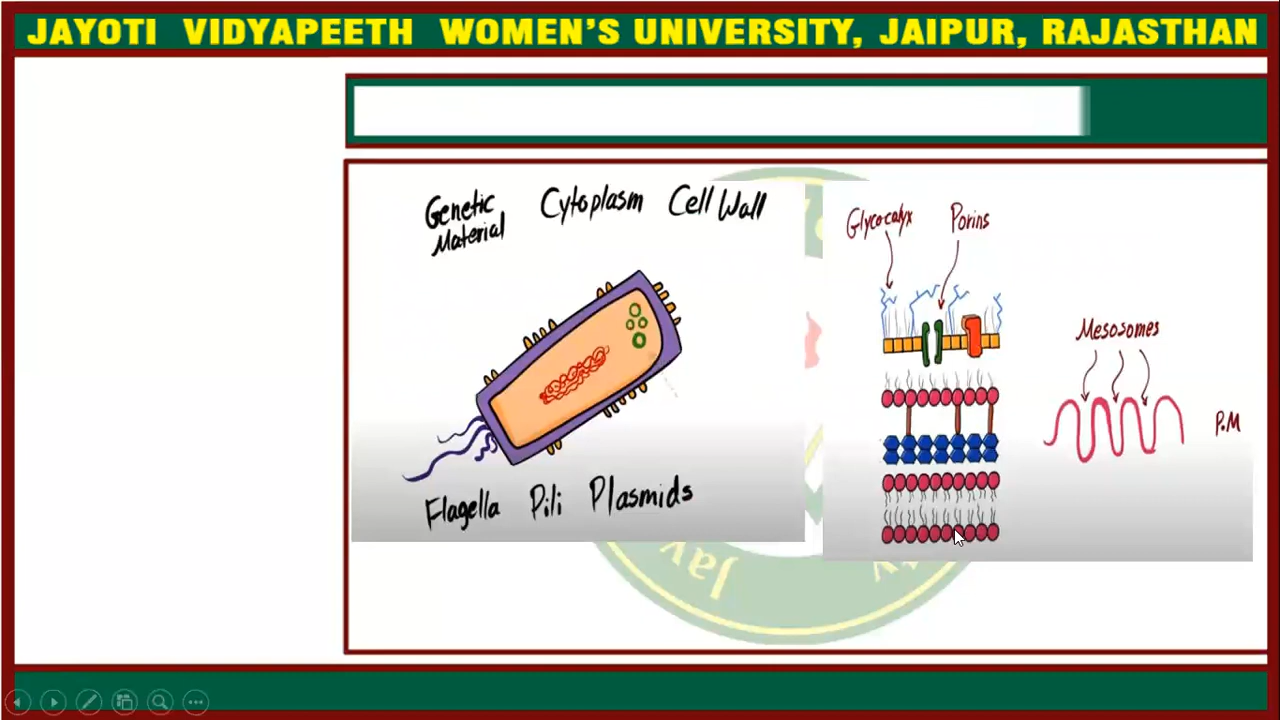 JAYOTI VIDYAPEETH WOMEN'S UNIVERSITY, JAIPUR, RAJASTHAN
Genetic Material
Cytoplasm
Cell Wall
Flagella
Pili
Plasmids
Glycocalyx
Porins
Mesosomes
P.M